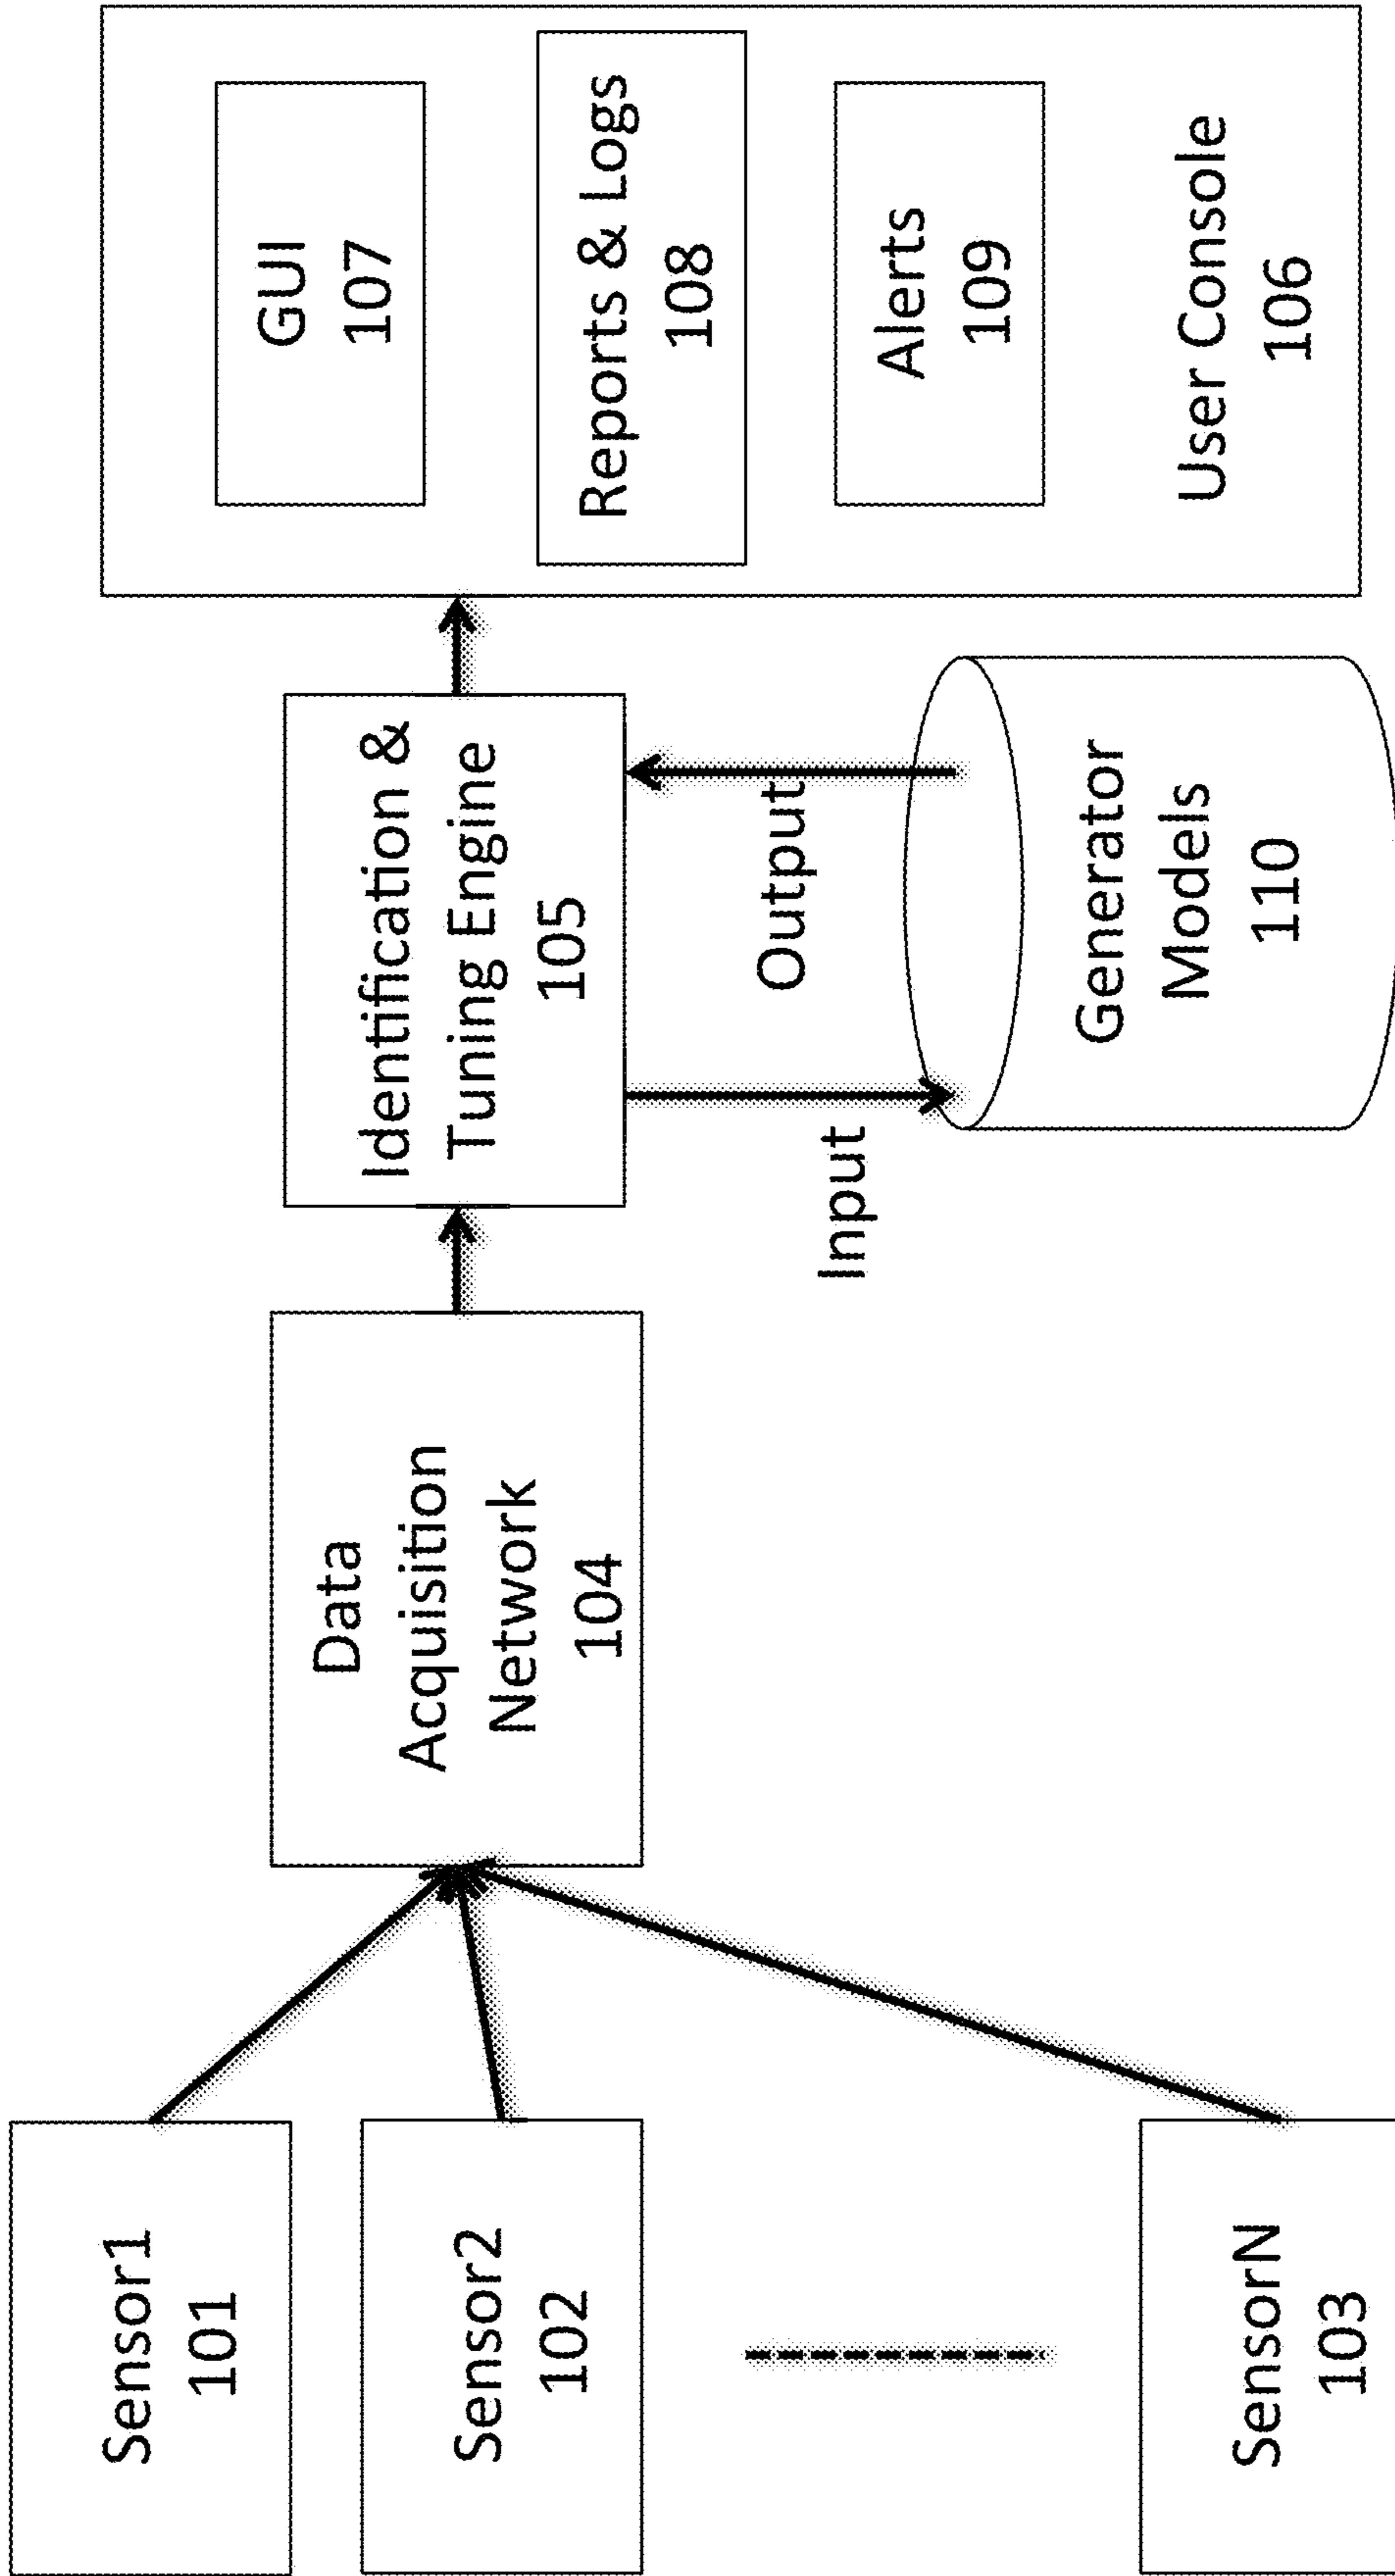 Sensor1
101
Sensor2
102
SensorN
103
Data
Acquisition
Network
104
Identification &
Tuning Engine
105
Input
Output
Generator
Models
110
GUI
107
Reports & Logs
108
Alerts
109
User Console
106